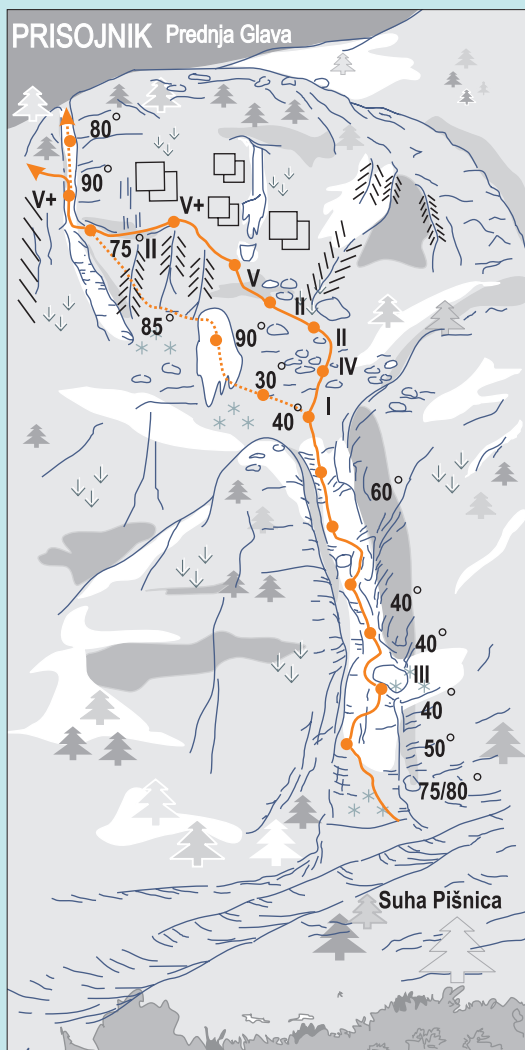 PRISOJNIK Prednja Glava
80°
90°
V+
V+
75° II
V
II
85°
90°
II
IV
30°
I
40°
60°
40°
40°
III
40°
50°
75/80°
Suha Pišnica